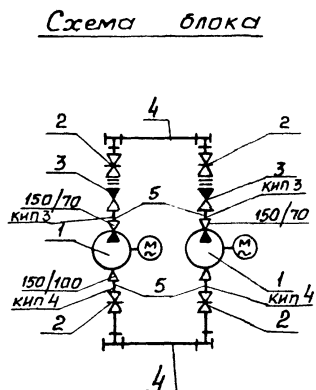 Схема блока
4
2 2
3 3
150/70 кип 3
кип 3 5 150/70
1 М М
150/100 1
кип 4 5 кип 4
2 2
4